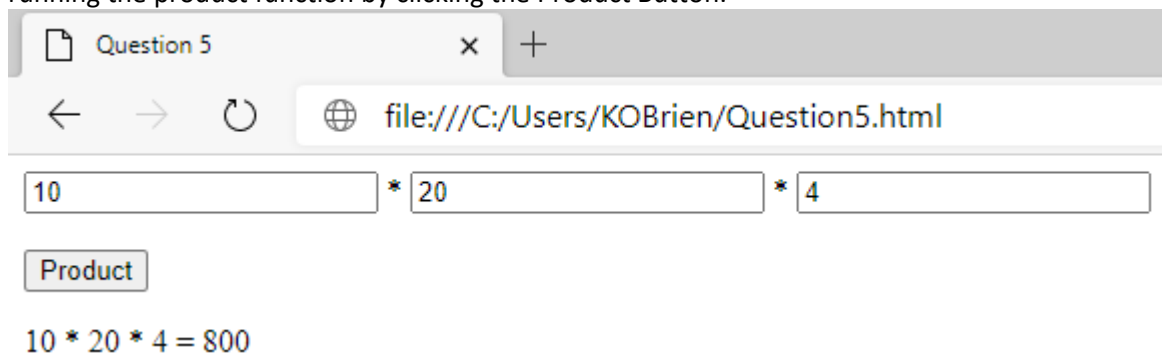 running the product function by clicking the Product Button.
Question 5
file:///C:/Users/KOBrien/Question5.html
10 * 20 * 4
Product
10 * 20 * 4 = 800